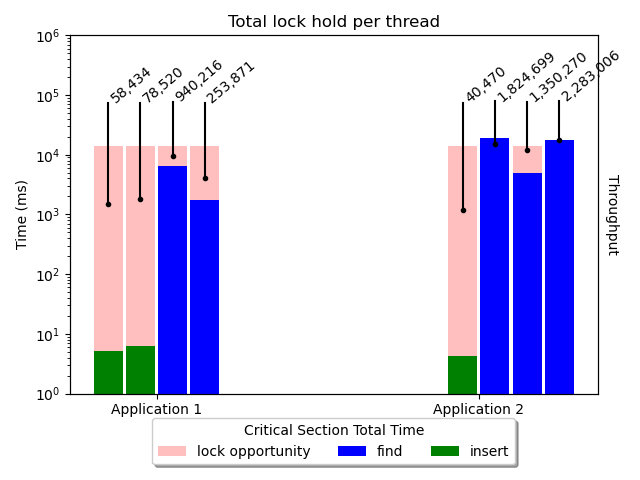 Total lock hold per thread
10^6
10^5
10^4
10^3
10^2
10^1
10^0
Time (ms)
58,434
78,520
940,216
253,871
40,470
1,824,699
1,350,270
2,283,006
Throughput
Application 1
Application 2
Critical Section Total Time
lock opportunity find insert